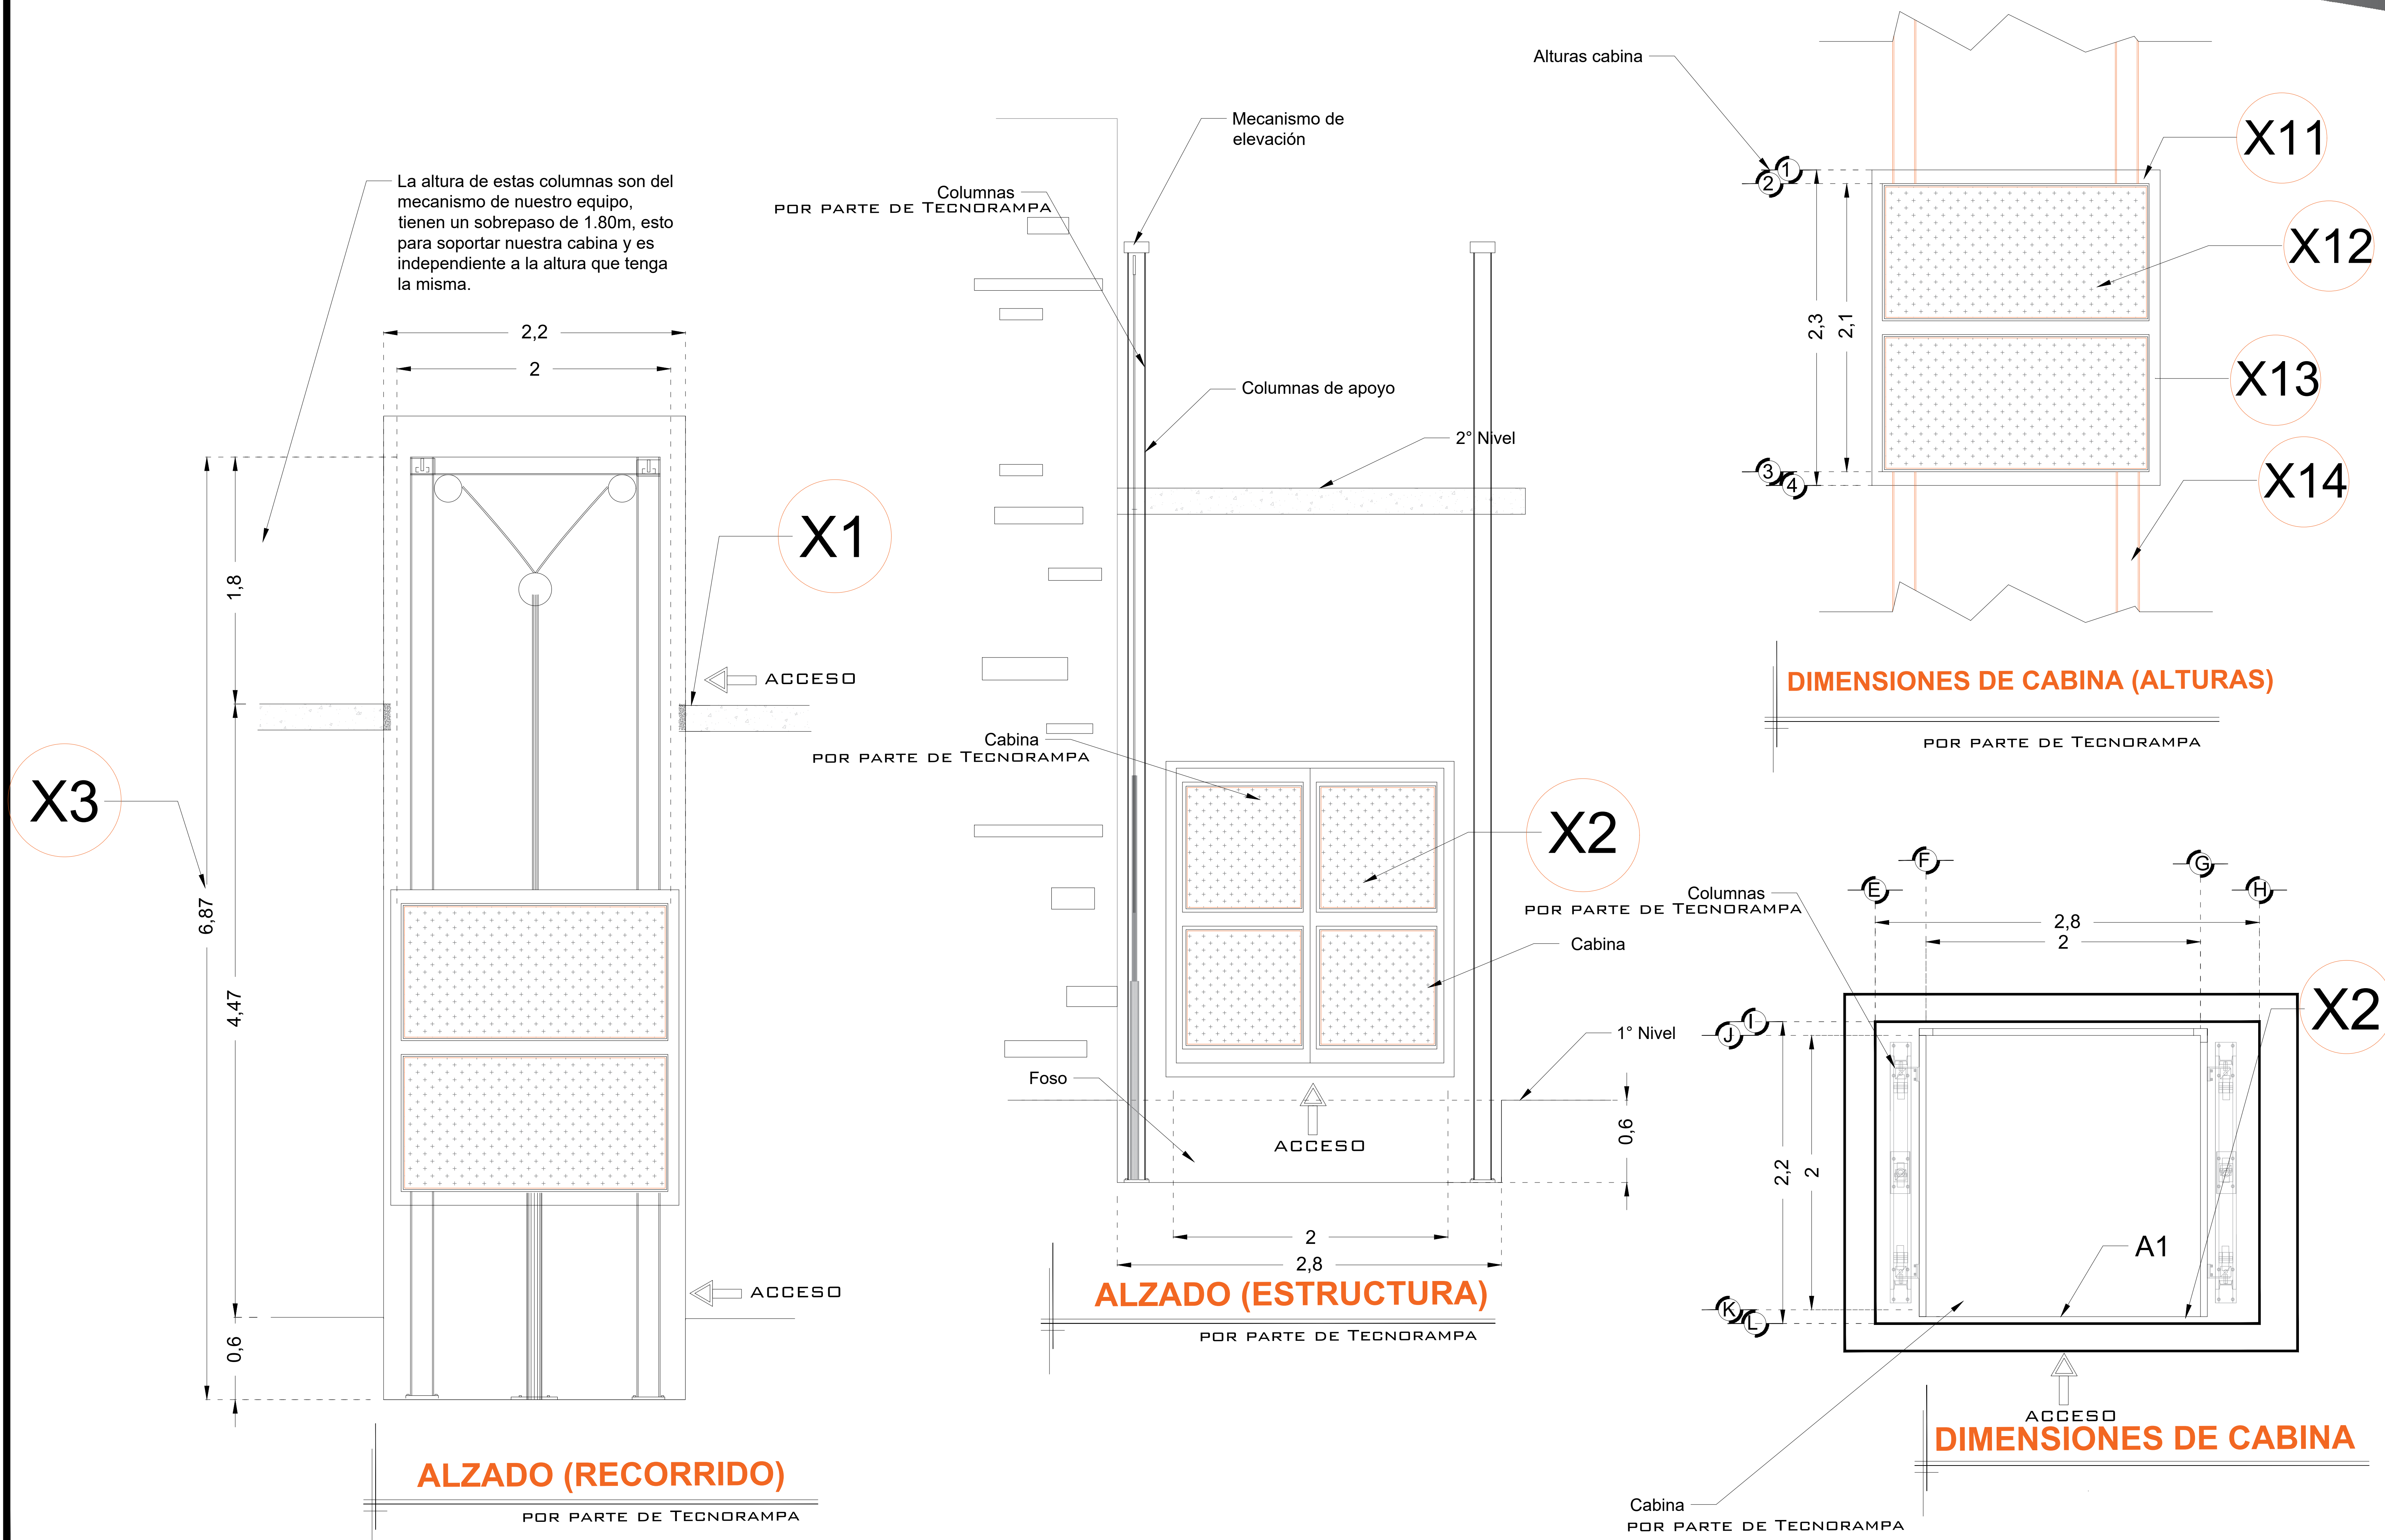 La altura de estas columnas son del
mecanismo de nuestro equipo,
tienen un sobrepaso de 1.80m, esto
para soportar nuestra cabina y es
independiente a la altura que tenga
la misma.
2,2
2
1,8
X1
ACCESO
X3
6,87
4,47
ACCESO
0,6
ALZADO (RECORRIDO)
POR PARTE DE TECNORAMPA
Mecanismo de
elevación
Columnas
POR PARTE DE TECNORAMPA
Columnas de apoyo
2° Nivel
Cabina
POR PARTE DE TECNORAMPA
X2
Cabina
1° Nivel
Foso
0,6
ACCESO
2
2,8
ALZADO (ESTRUCTURA)
POR PARTE DE TECNORAMPA
Alturas cabina
X11
1
2
X12
2,3
2,1
X13
3
4
X14
DIMENSIONES DE CABINA (ALTURAS)
POR PARTE DE TECNORAMPA
F
G
E
H
Columnas
POR PARTE DE TECNORAMPA
2,8
2
X2
I
J
2,2
2
A1
K
L
ACCESO
DIMENSIONES DE CABINA
Cabina
POR PARTE DE TECNORAMPA